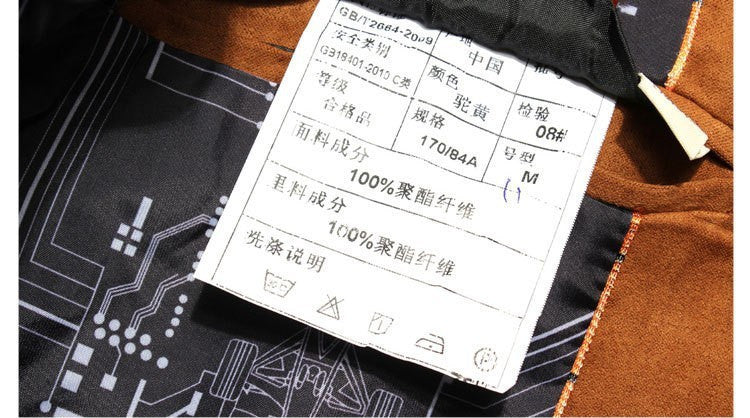 GB/T2664-2009
产地
中国
安全类别
GB18401-2010 C类
颜色
驼黄
检验
08#
等级
合格品
规格
170/84A
号型
M
面料成分
100%聚酯纤维
里料成分
100%聚酯纤维
洗涤说明